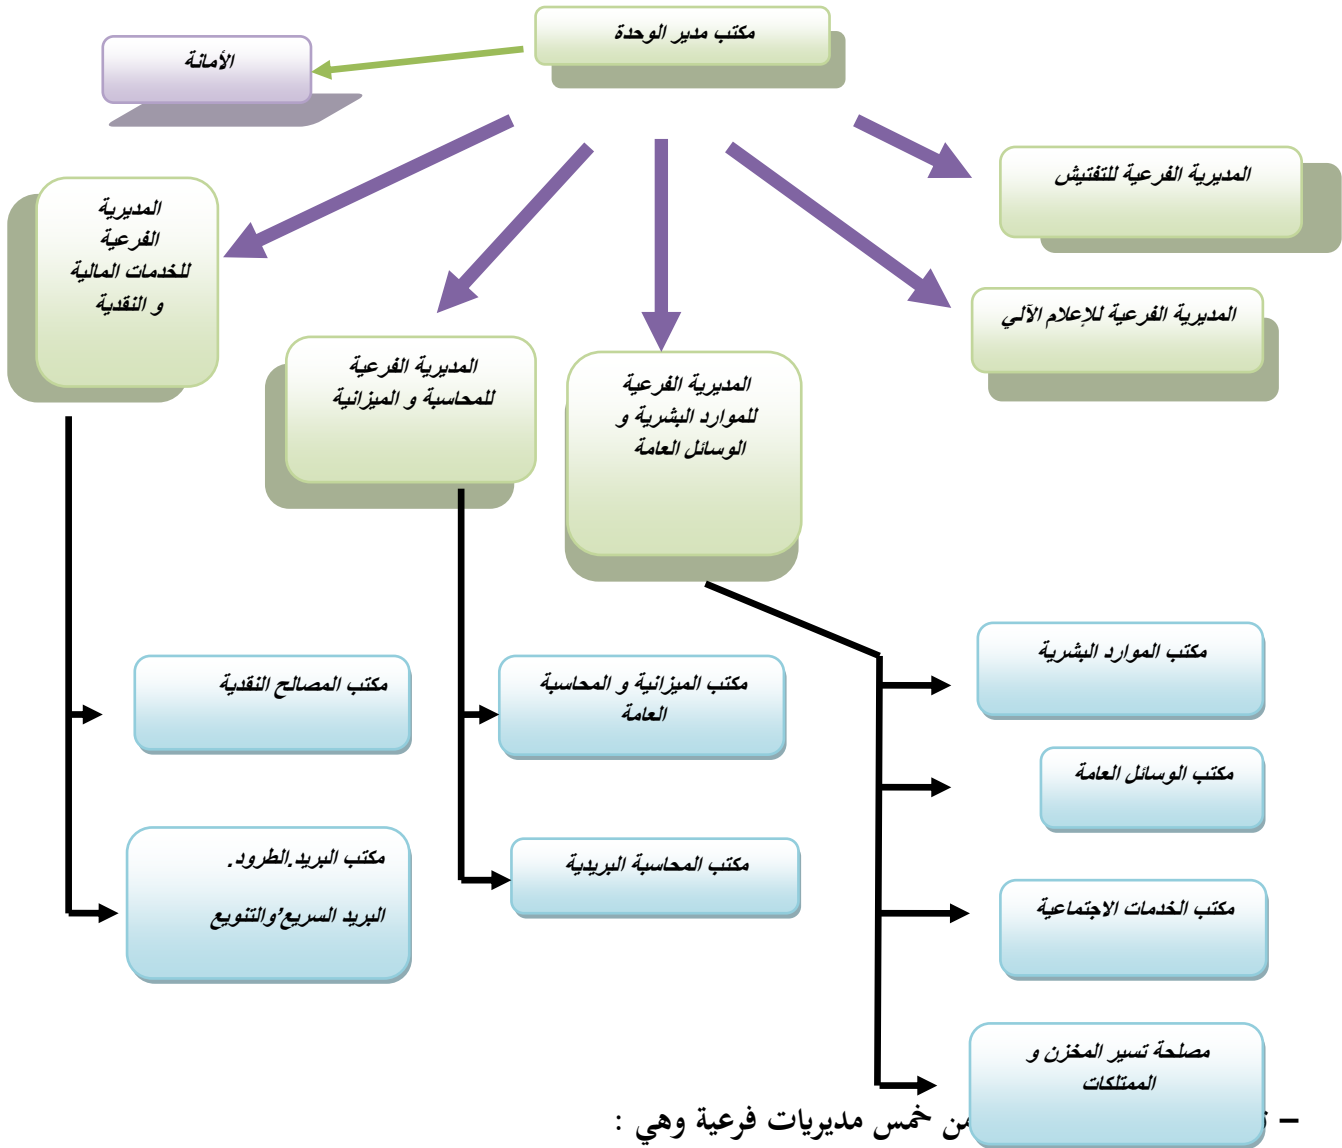 مكتب مدير الوحدة
الأمانة
المديرية الفرعية للتفتيش
المديرية الفرعية للإعلام الآلي
المديرية الفرعية
للموارد البشرية و
الوسائل العامة
المديرية الفرعية
للمحاسبة و الميزانية
المديرية
الفرعية
للخدمات المالية
و النقدية
مكتب الموارد البشرية
مكتب الوسائل العامة
مكتب الخدمات الاجتماعية
مصلحة تسير المخزن و
الممتلكات
مكتب الميزانية و المحاسبة
العامة
مكتب المحاسبة البريدية
مكتب المصالح النقدية
مكتب البريد.الطرود.
البريد السريع'والتنويع
– من خمس مديريات فرعية وهي :